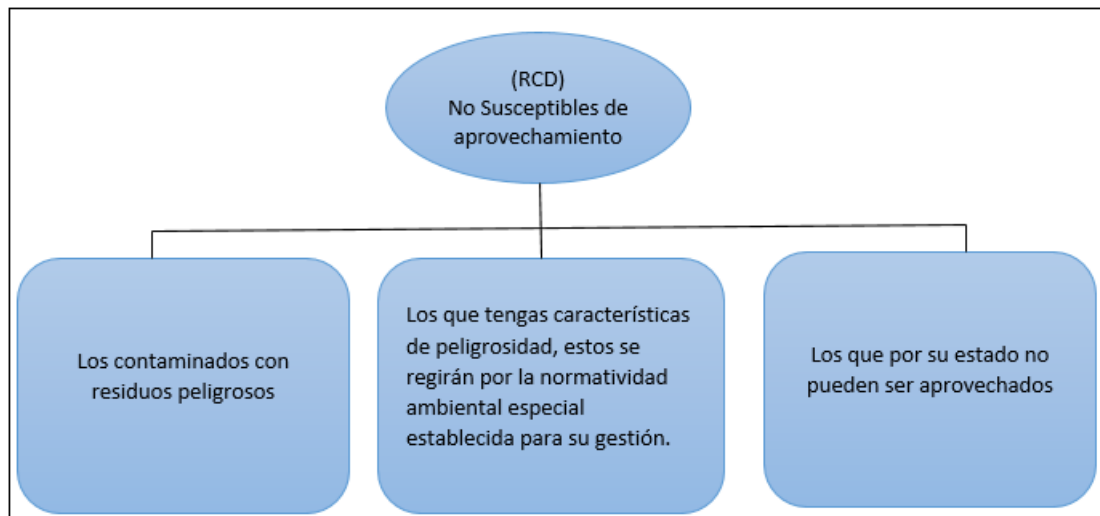 (RCD)
No Susceptibles de
aprovechamiento
Los contaminados con
residuos peligrosos
Los que tengas características
de peligrosidad, estos se
regirán por la normatividad
ambiental especial
establecida para su gestión.
Los que por su estado no
pueden ser aprovechados